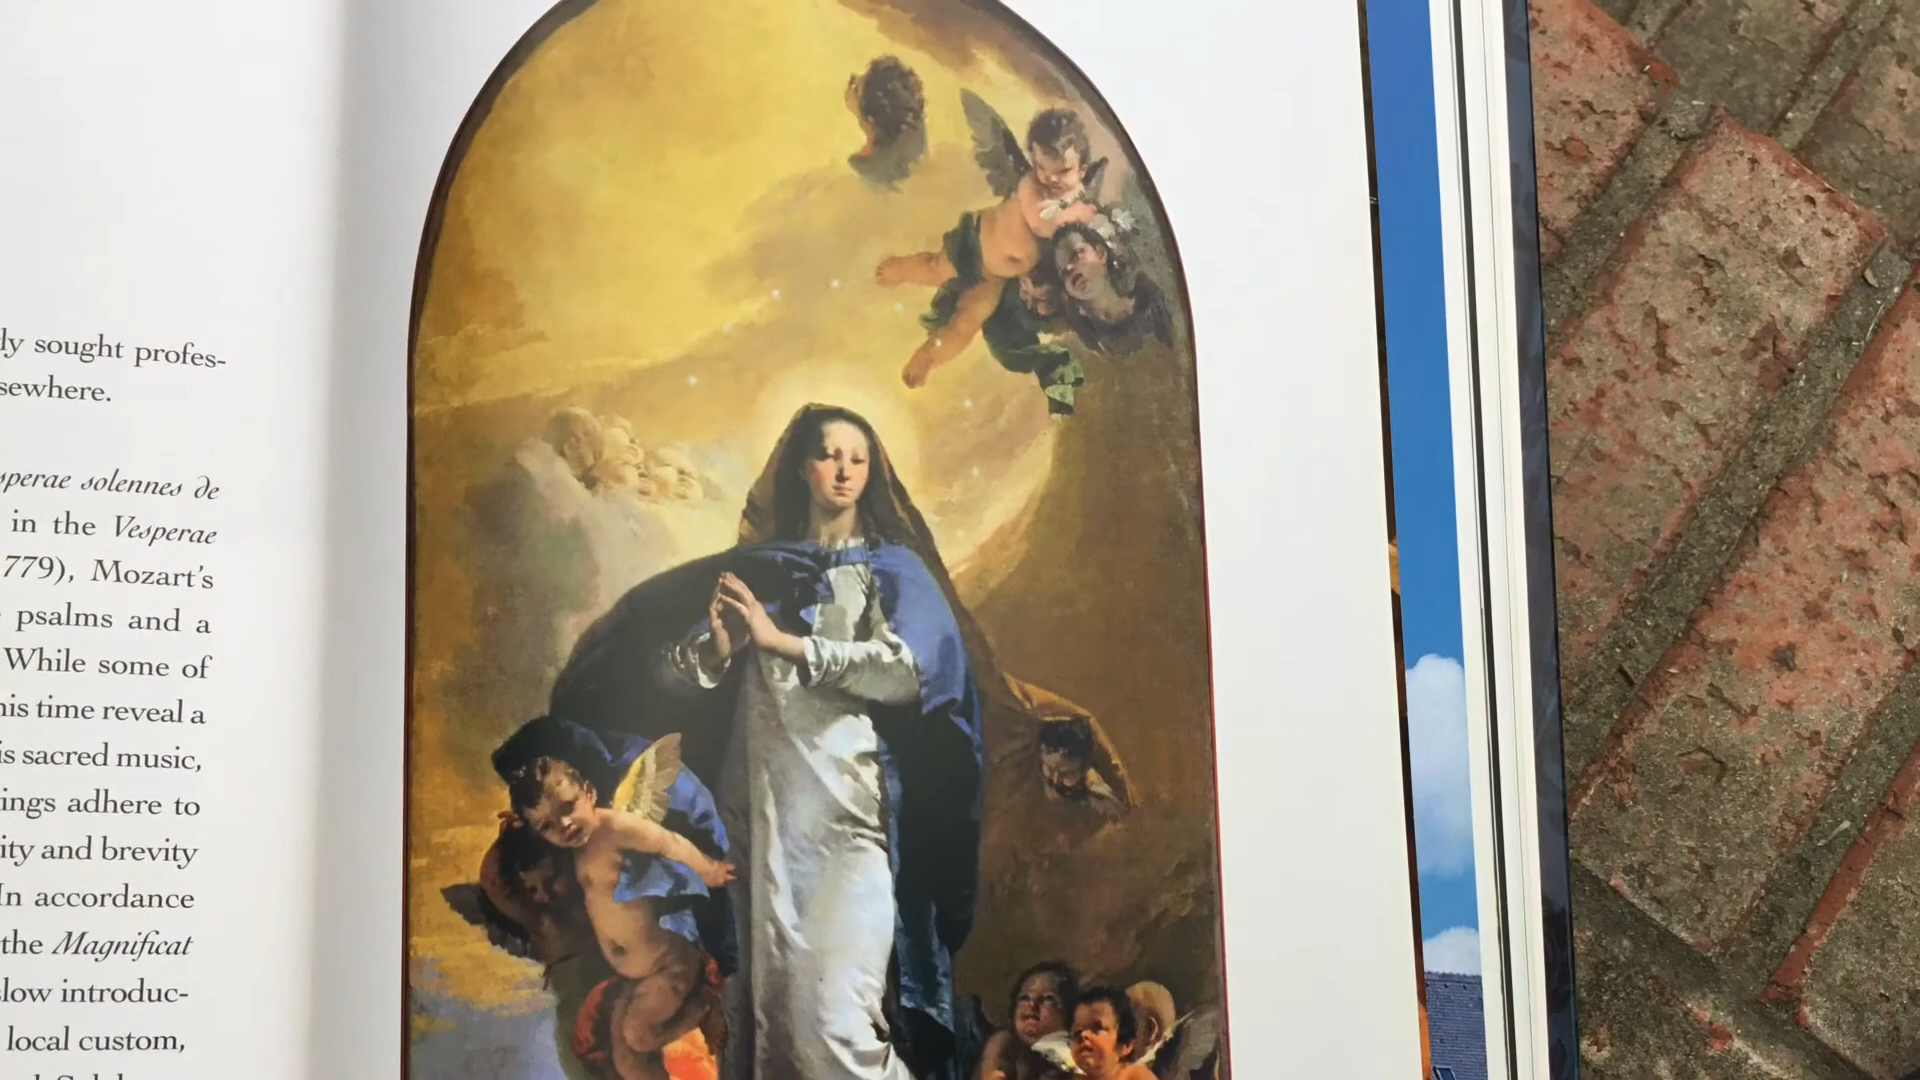 ly sought profes-
sewhere.
sperae solennes de
in the Vesperae
779), Mozart's
psalms and a
While some of
his time reveal a
is sacred music,
ings adhere to
ity and brevity
In accordance
the Magnificat
slow introduc-
local custom,